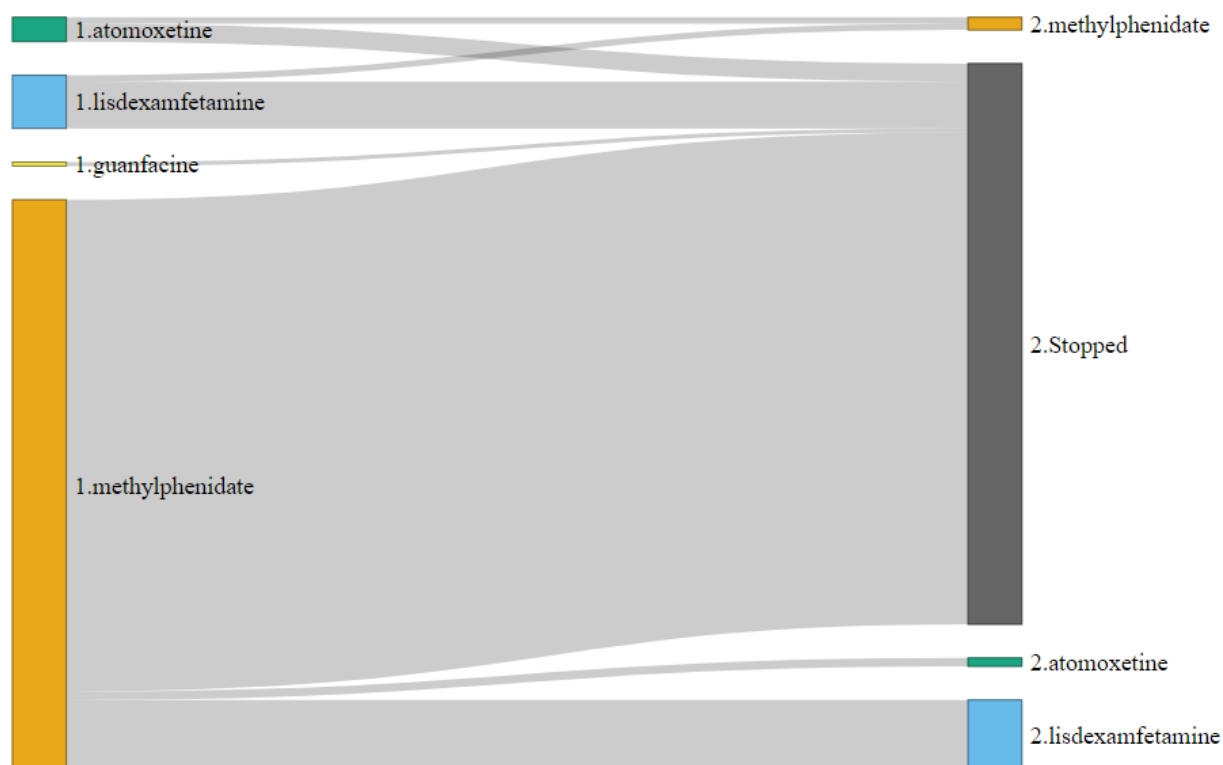 1.atomoxetine
1.lisdexamfetamine
1.guanfacine
1.methylphenidate
2.methylphenidate
2.Stopped
2.atomoxetine
2.lisdexamfetamine